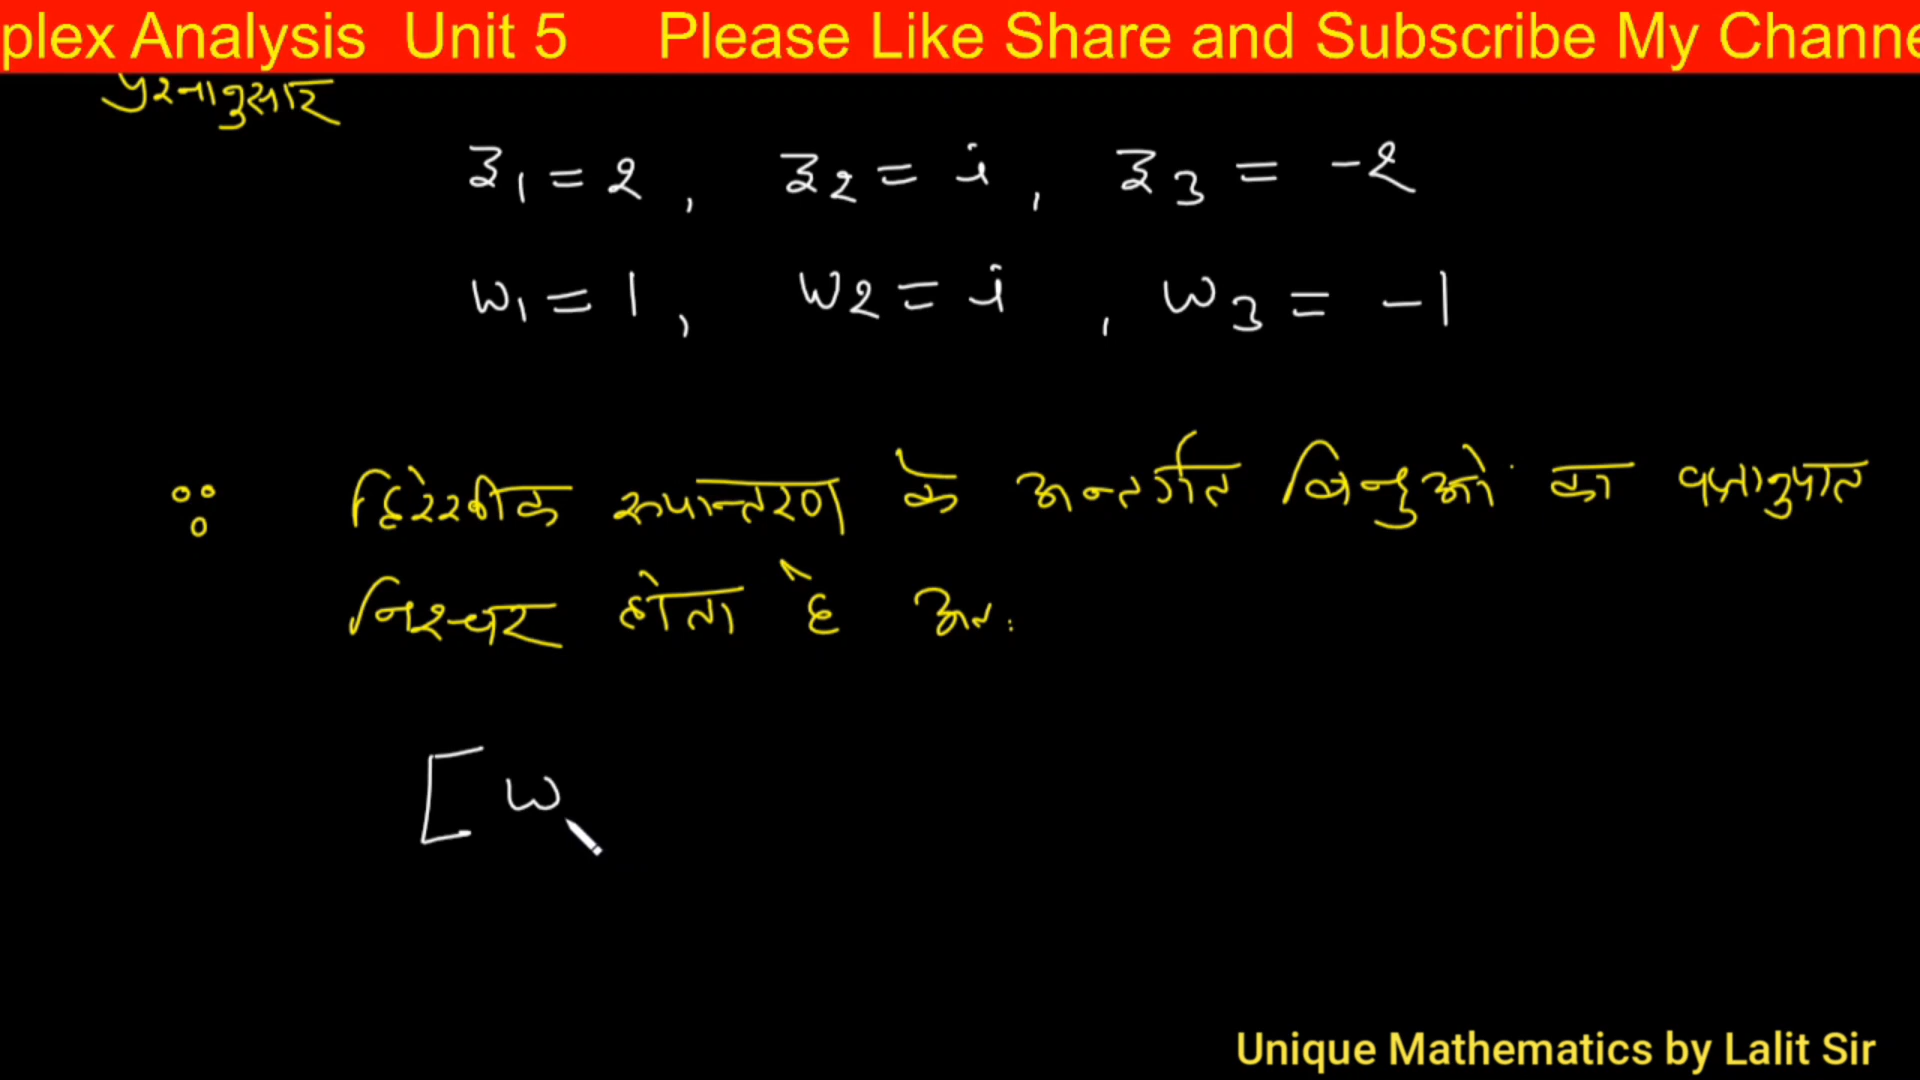 plex Analysis Unit 5 Please Like Share and Subscribe My Channe
प्रश्नानुसार
z₁ = 2, z₂ = i, z₃ = -2
w₁ = 1, w₂ = i, w₃ = -1
∵ द्विरेखीक रूपान्तरण के अन्तर्गत बिन्दुओं का वज्रानुपात
निश्चर होता है अतः
[ w
Unique Mathematics by Lalit Sir